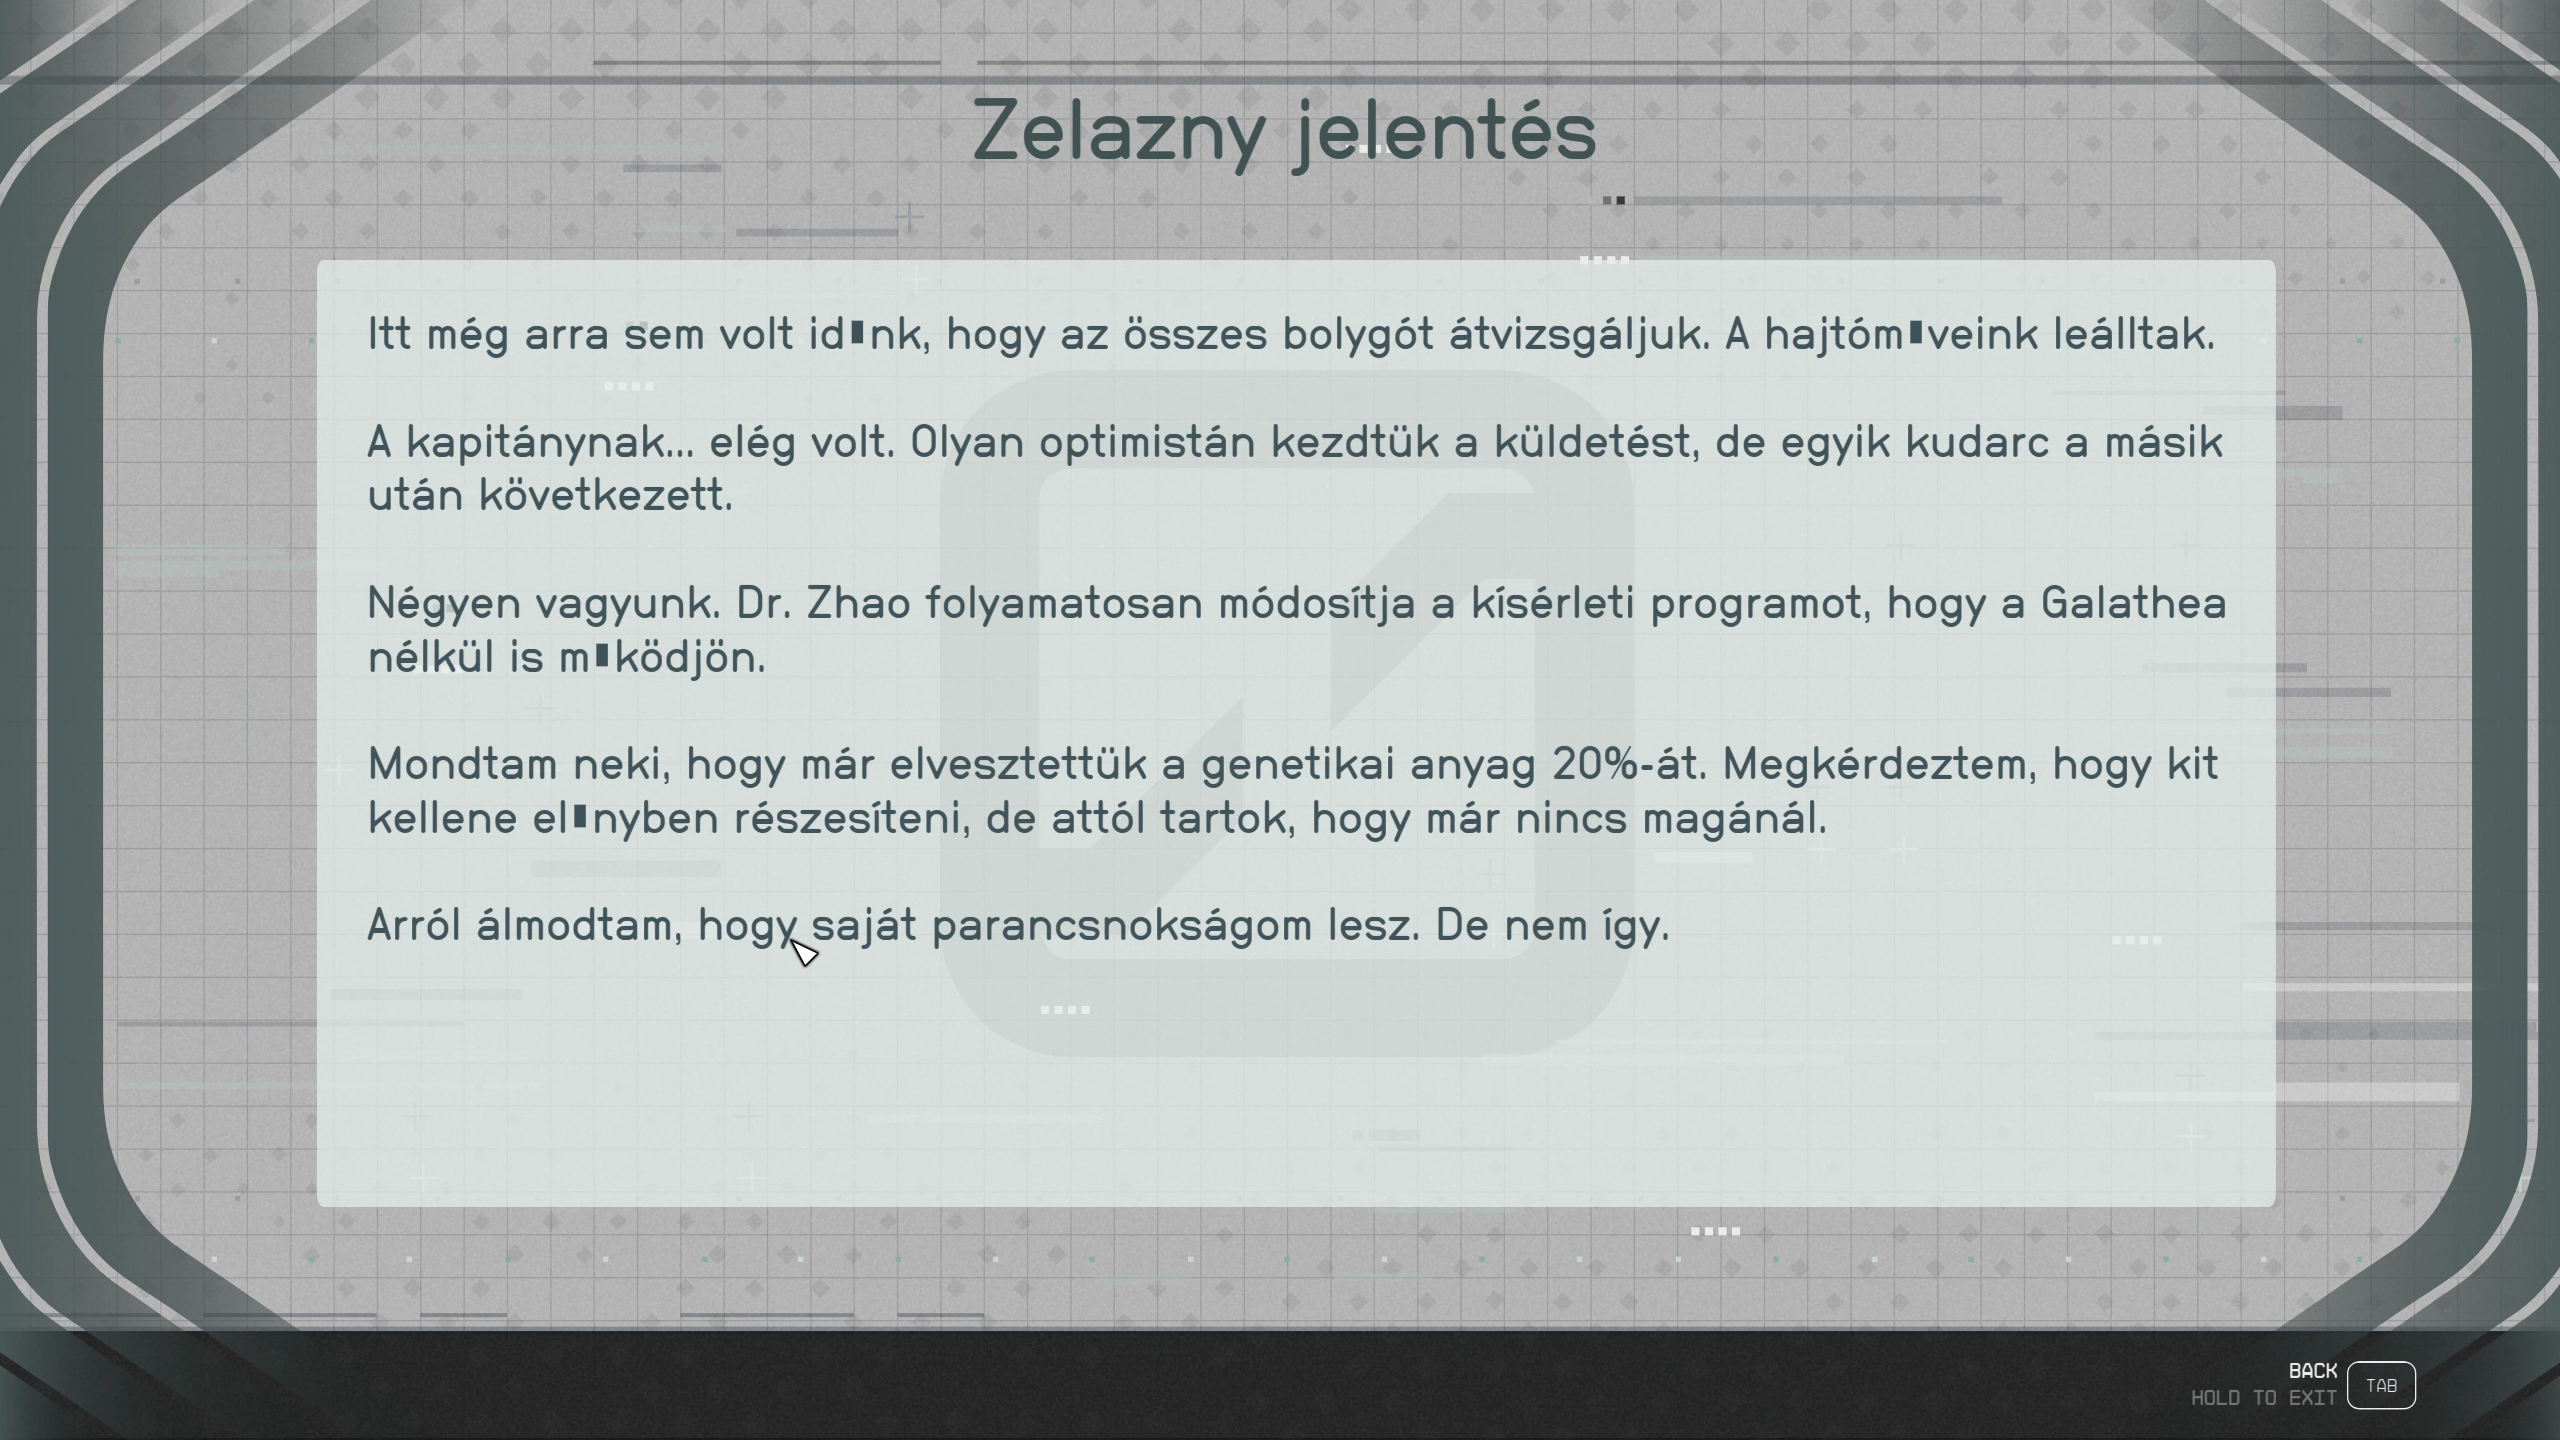 Zelazny jelentés
Itt még arra sem volt id▮nk, hogy az összes bolygót átvizsgáljuk. A hajtóm▮veink leálltak.
A kapitánynak... elég volt. Olyan optimistán kezdtük a küldetést, de egyik kudarc a másik
után következett.
Négyen vagyunk. Dr. Zhao folyamatosan módosítja a kísérleti programot, hogy a Galathea
nélkül is m▮ködjön.
Mondtam neki, hogy már elvesztettük a genetikai anyag 20%-át. Megkérdeztem, hogy kit
kellene el▮nyben részesíteni, de attól tartok, hogy már nincs magánál.
Arról álmodtam, hogy saját parancsnokságom lesz. De nem így.
BACK
HOLD TO EXIT
TAB